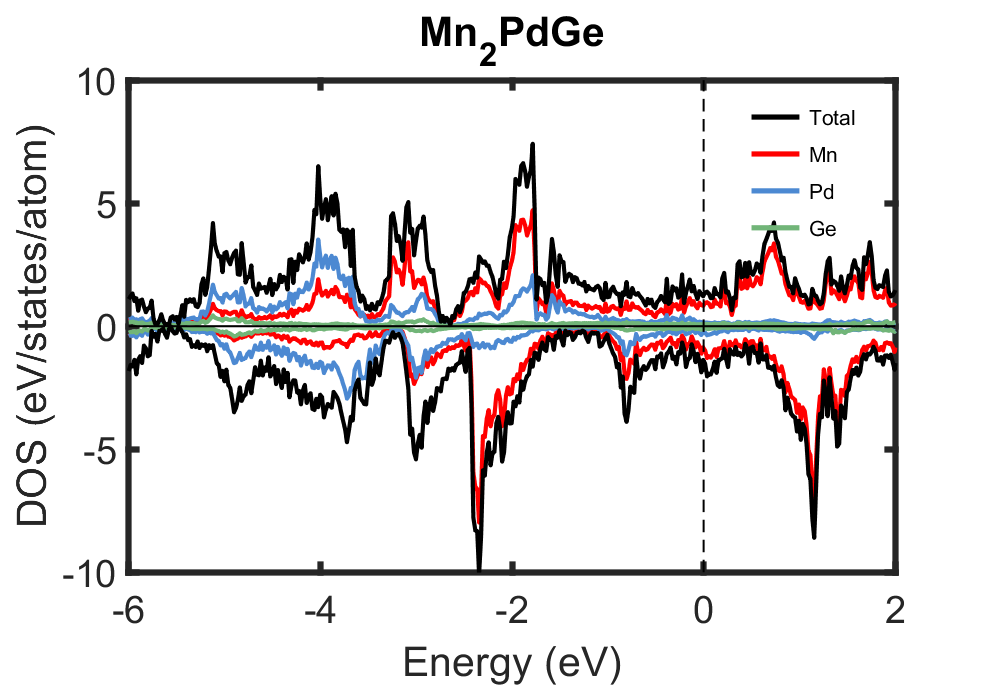 Mn₂PdGe
DOS (eV/states/atom)
10
5
0
-5
-10
Total
Mn
Pd
Ge
-6 -4 -2 0 2
Energy (eV)